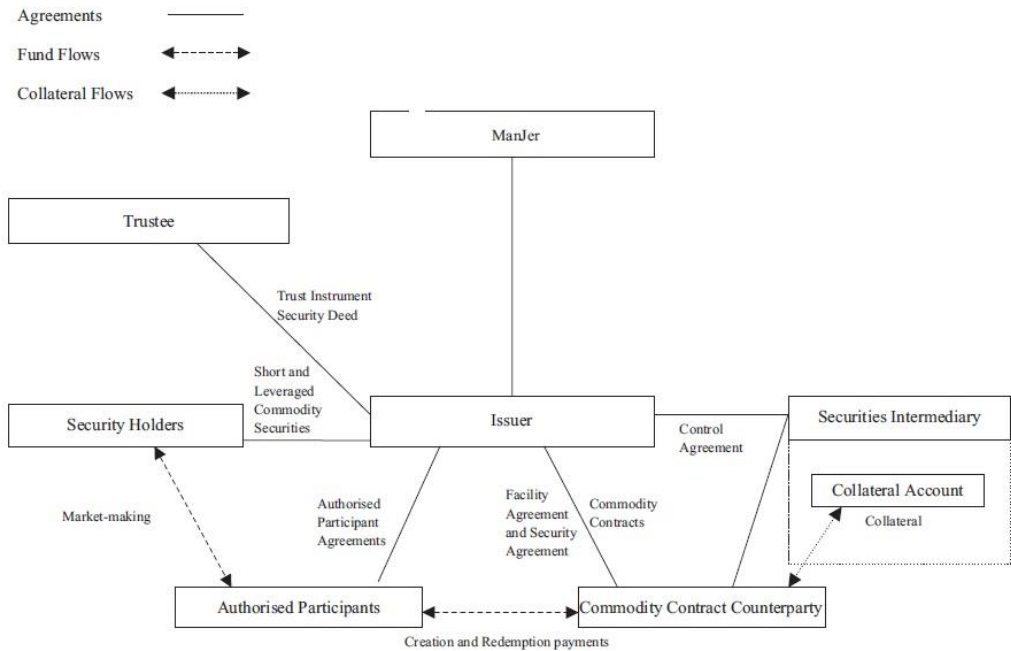 Agreements
Fund Flows
Collateral Flows
ManJer
Trustee
Trust Instrument
Security Deed
Short and
Leveraged
Commodity
Securities
Security Holders
Issuer
Securities Intermediary
Control
Agreement
Collateral Account
Collateral
Market-making
Authorised
Participant
Agreements
Facility
Agreement
and Security
Agreement
Commodity
Contracts
Authorised Participants
Commodity Contract Counterparty
Creation and Redemption payments